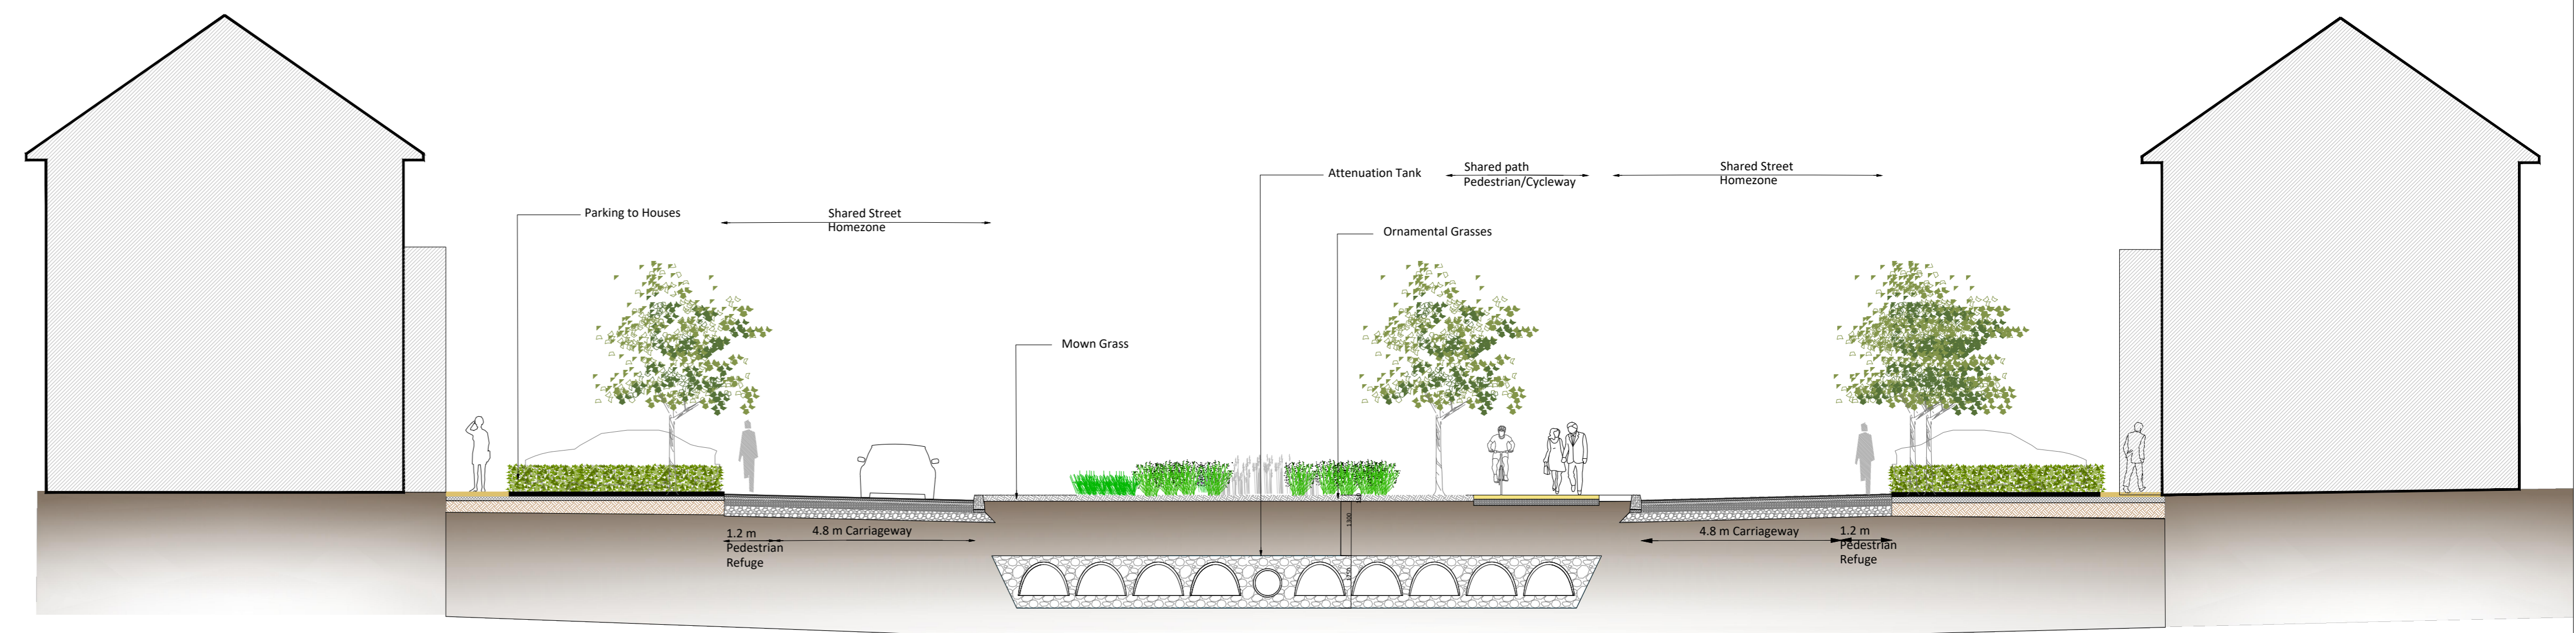 Attenuation Tank
Shared path
Pedestrian/Cycleway
Shared Street
Homezone
Parking to Houses
Shared Street
Homezone
Ornamental Grasses
Mown Grass
1.2 m
Pedestrian
Refuge
4.8 m Carriageway
1300
4.8 m Carriageway
1.2 m
Pedestrian
Refuge